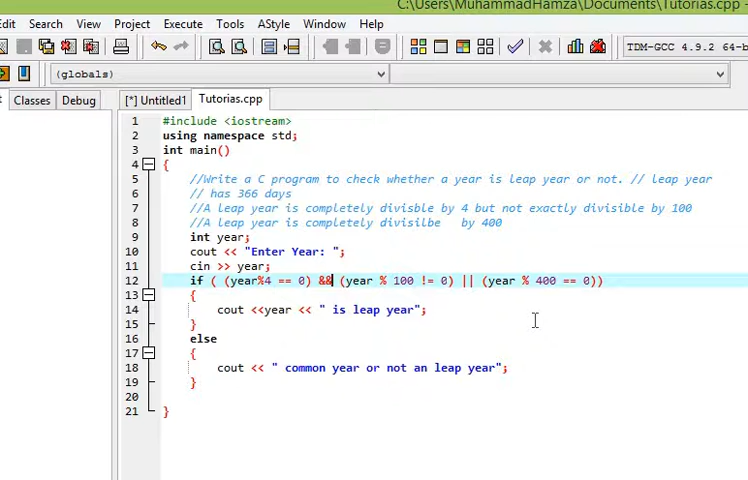 C:\Users\MuhammadHamza\Documents\Tutorias.cpp -
Edit Search View Project Execute Tools AStyle Window Help
TDM-GCC 4.9.2 64-b
(globals)
Classes Debug [*] Untitled1 Tutorias.cpp
1 #include <iostream>
2 using namespace std;
3 int main()
4 {
5 //Write a C program to check whether a year is leap year or not. // leap year
6 // has 366 days
7 //A leap year is completely divisble by 4 but not exactly divisible by 100
8 //A leap year is completely divisilbe by 400
9 int year;
10 cout << "Enter Year: ";
11 cin >> year;
12 if ( (year%4 == 0) && (year % 100 != 0) || (year % 400 == 0))
13 {
14 cout <<year << " is leap year";
15 }
16 else
17 {
18 cout << " common year or not an leap year";
19 }
20
21 }